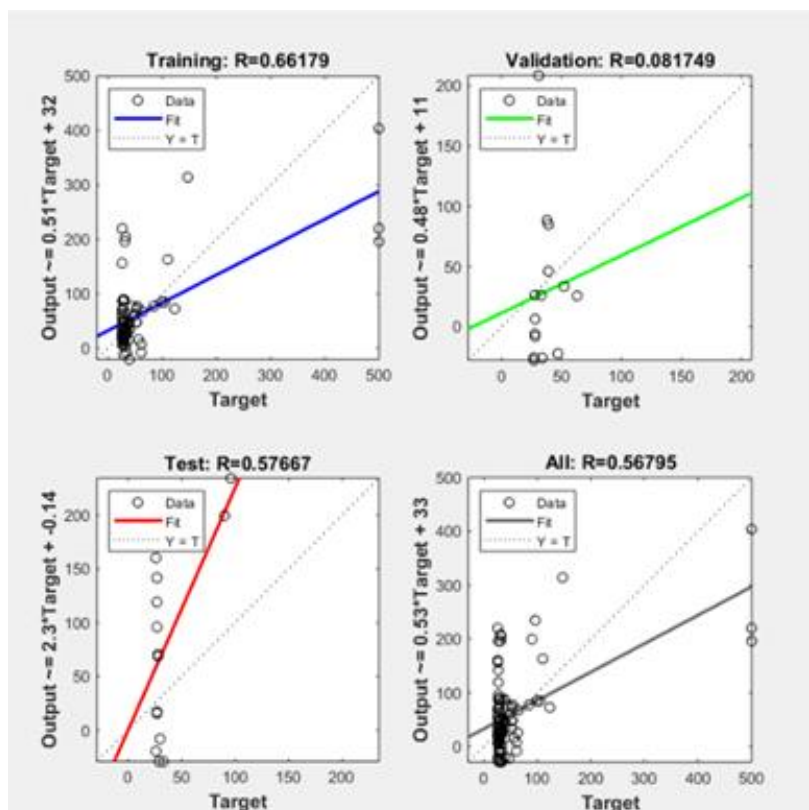 Training: R=0.66179
Data
Fit
Y = T
Output ~= 0.51*Target + 32
500
400
300
200
100
0
0 100 200 300 400 500
Target
Validation: R=0.081749
Data
Fit
Y = T
Output ~= 0.48*Target + 11
200
150
100
50
0
0 50 100 150 200
Target
Test: R=0.57667
Data
Fit
Y = T
Output ~= 2.3*Target + -0.14
200
150
100
50
0
0 50 100 150 200
Target
All: R=0.56795
Data
Fit
Y = T
Output ~= 0.53*Target + 33
500
400
300
200
100
0
0 100 200 300 400 500
Target